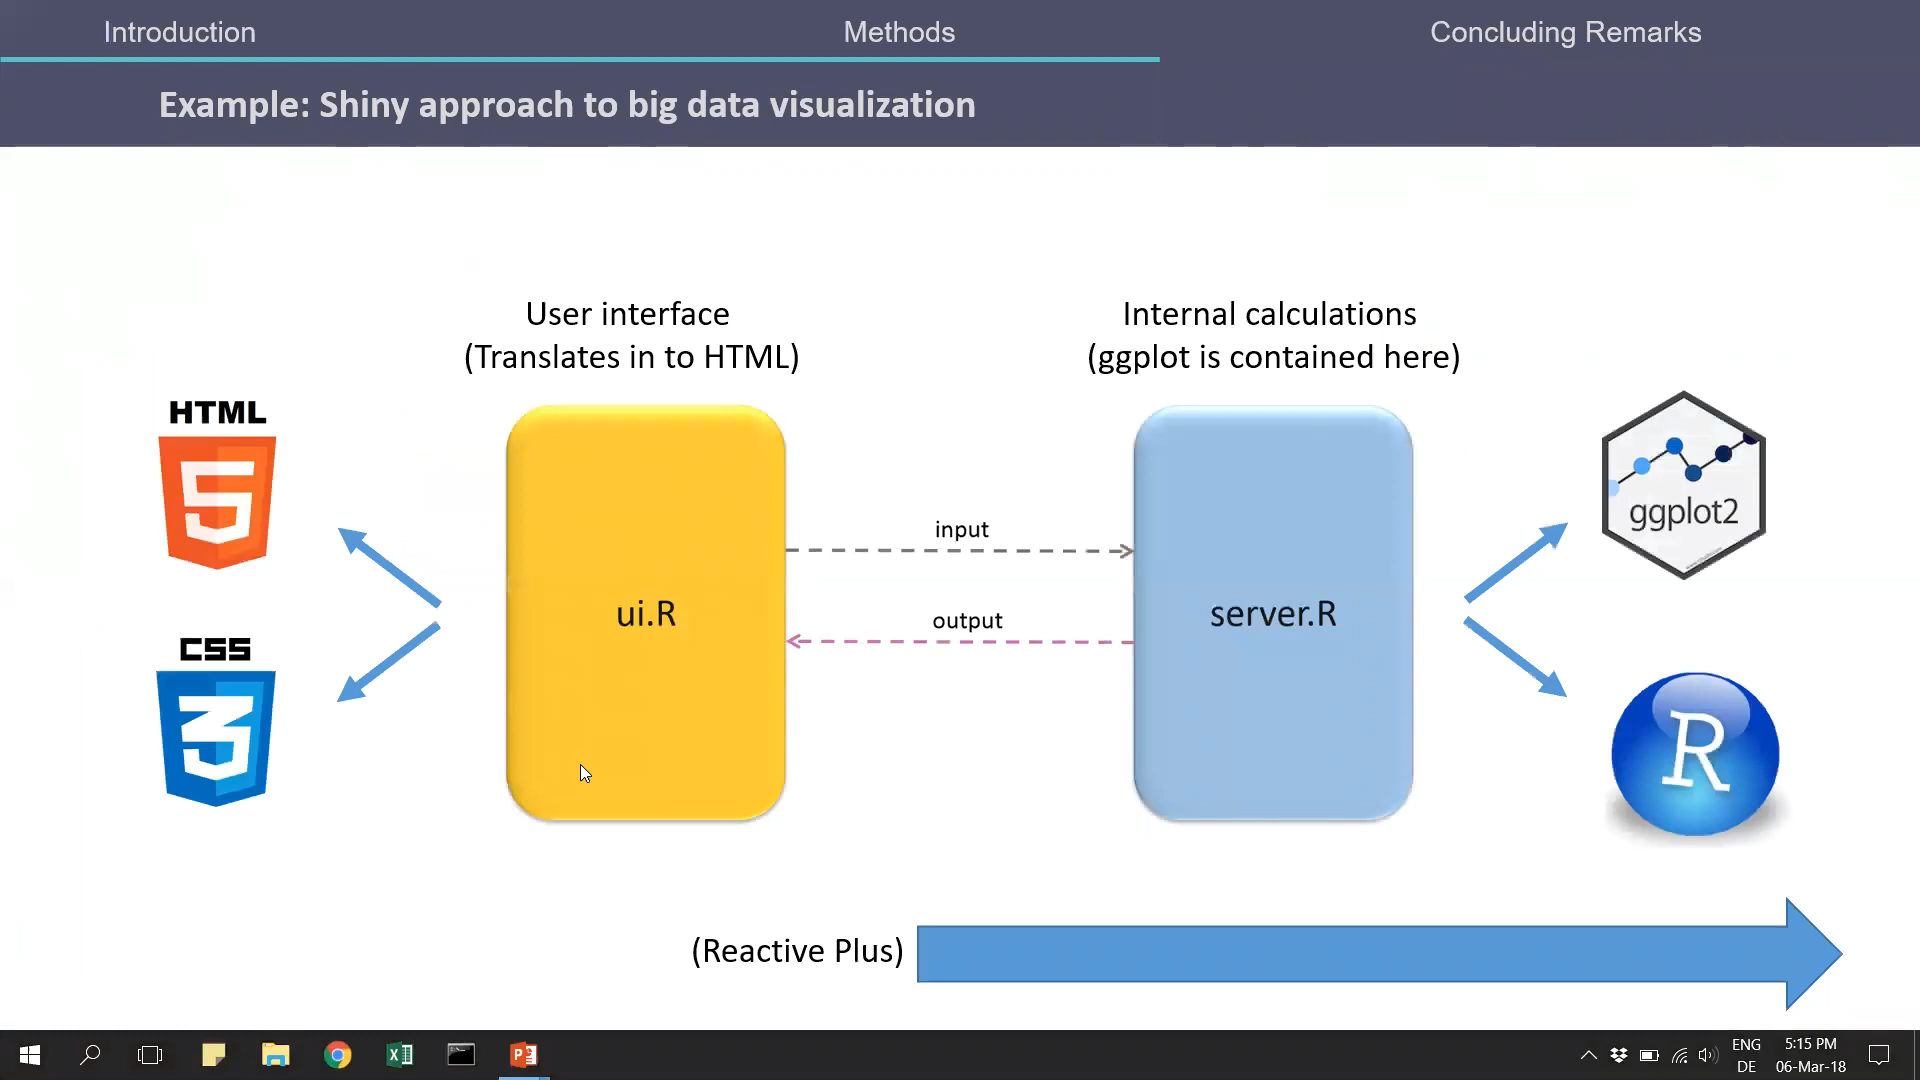 Introduction
Methods
Concluding Remarks
Example: Shiny approach to big data visualization
User interface
(Translates in to HTML)
Internal calculations
(ggplot is contained here)
HTML
5
CSS
3
ui.R
input
output
server.R
ggplot2
R
(Reactive Plus)
ENG
DE
5:15 PM
06-Mar-18